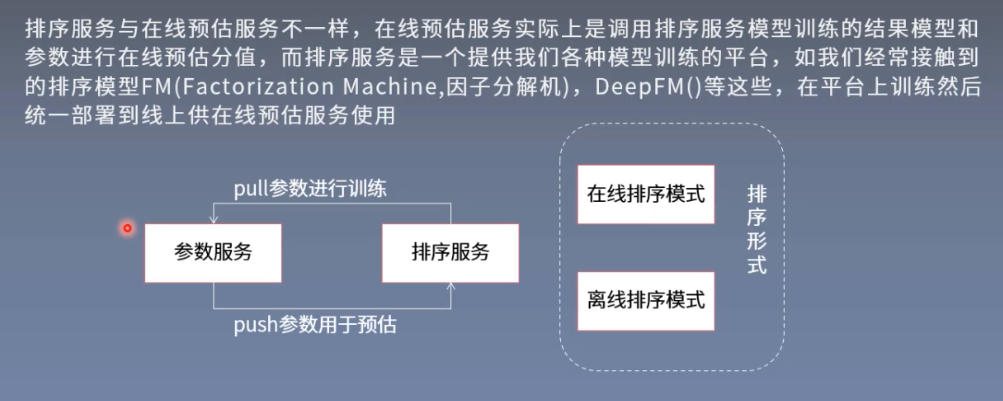 排序服务与在线预估服务不一样，在线预估服务实际上是调用排序服务模型训练的结果模型和
参数进行在线预估分值，而排序服务是一个提供我们各种模型训练的平台，如我们经常接触到
的排序模型FM(Factorization Machine,因子分解机)，DeepFM()等这些，在平台上训练然后
统一部署到线上供在线预估服务使用
pull参数进行训练
参数服务
排序服务
push参数用于预估
在线排序模式
离线排序模式
排序形式